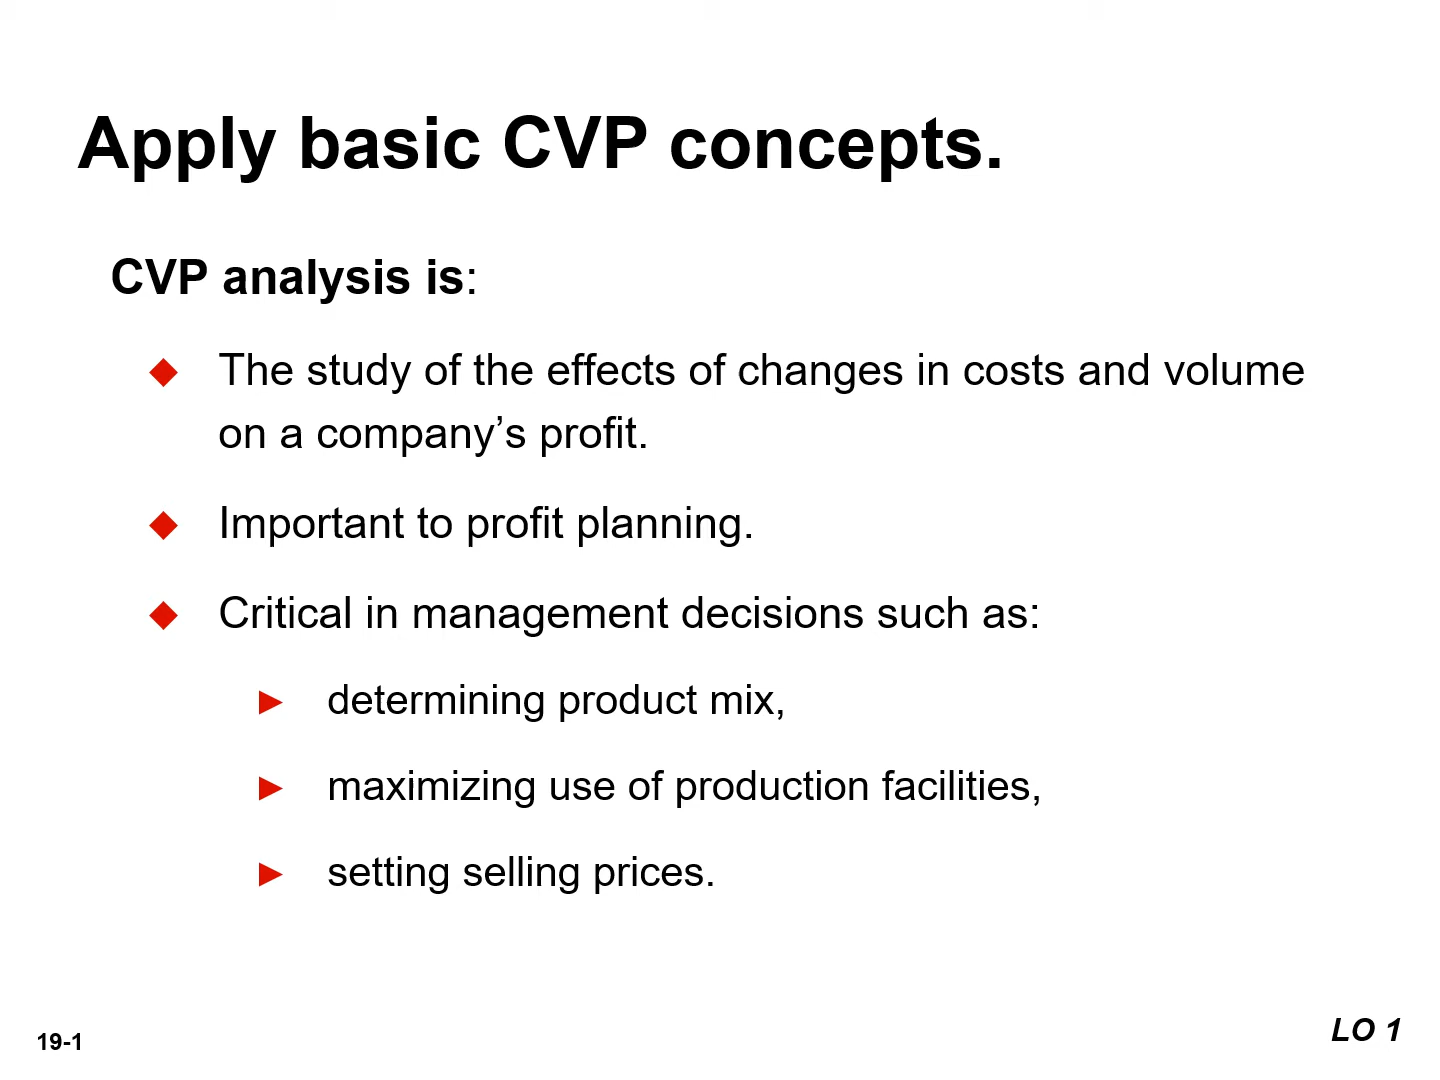 Apply basic CVP concepts.
CVP analysis is:
The study of the effects of changes in costs and volume
on a company’s profit.
Important to profit planning.
Critical in management decisions such as:
determining product mix,
maximizing use of production facilities,
setting selling prices.
19-1
LO 1